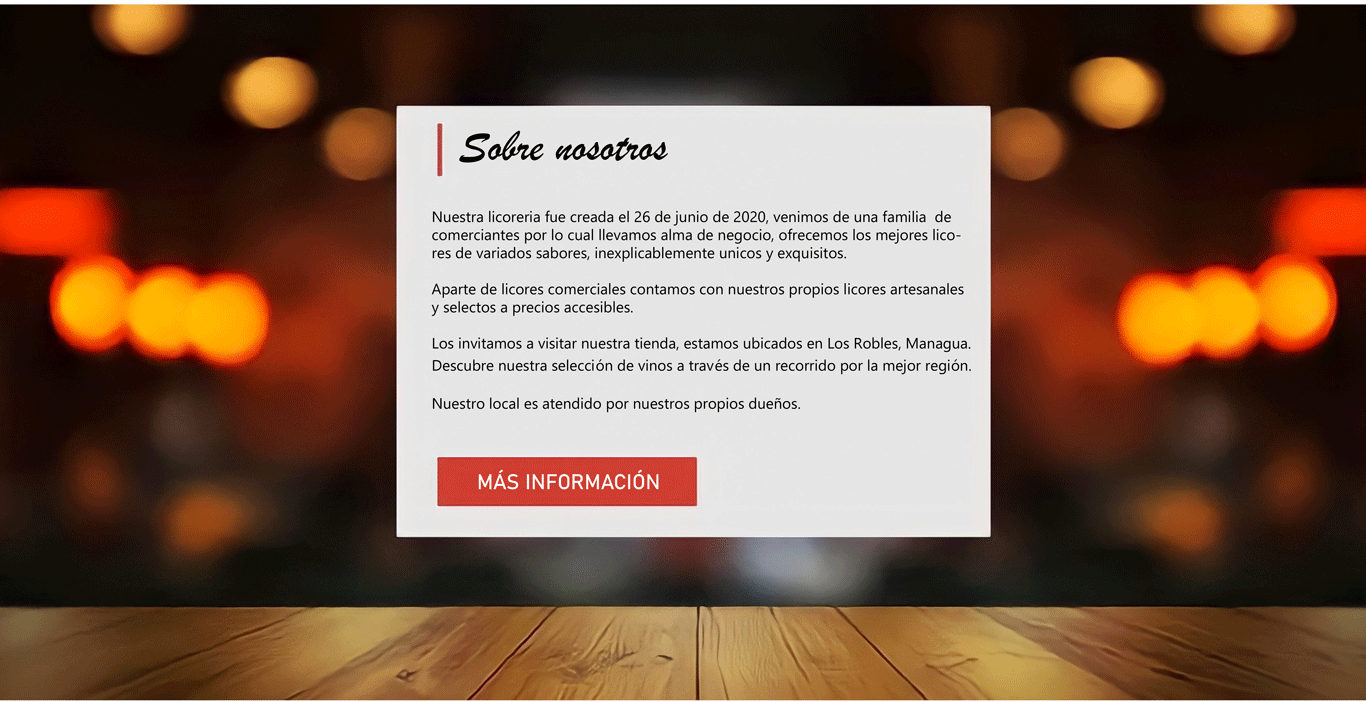 Sobre nosotros
Nuestra licoreria fue creada el 26 de junio de 2020, venimos de una familia  de
comerciantes por lo cual llevamos alma de negocio, ofrecemos los mejores lico-
res de variados sabores, inexplicablemente unicos y exquisitos.
Aparte de licores comerciales contamos con nuestros propios licores artesanales
y selectos a precios accesibles.
Los invitamos a visitar nuestra tienda, estamos ubicados en Los Robles, Managua.
Descubre nuestra selección de vinos a través de un recorrido por la mejor región.
Nuestro local es atendido por nuestros propios dueños.
MÁS INFORMACIÓN